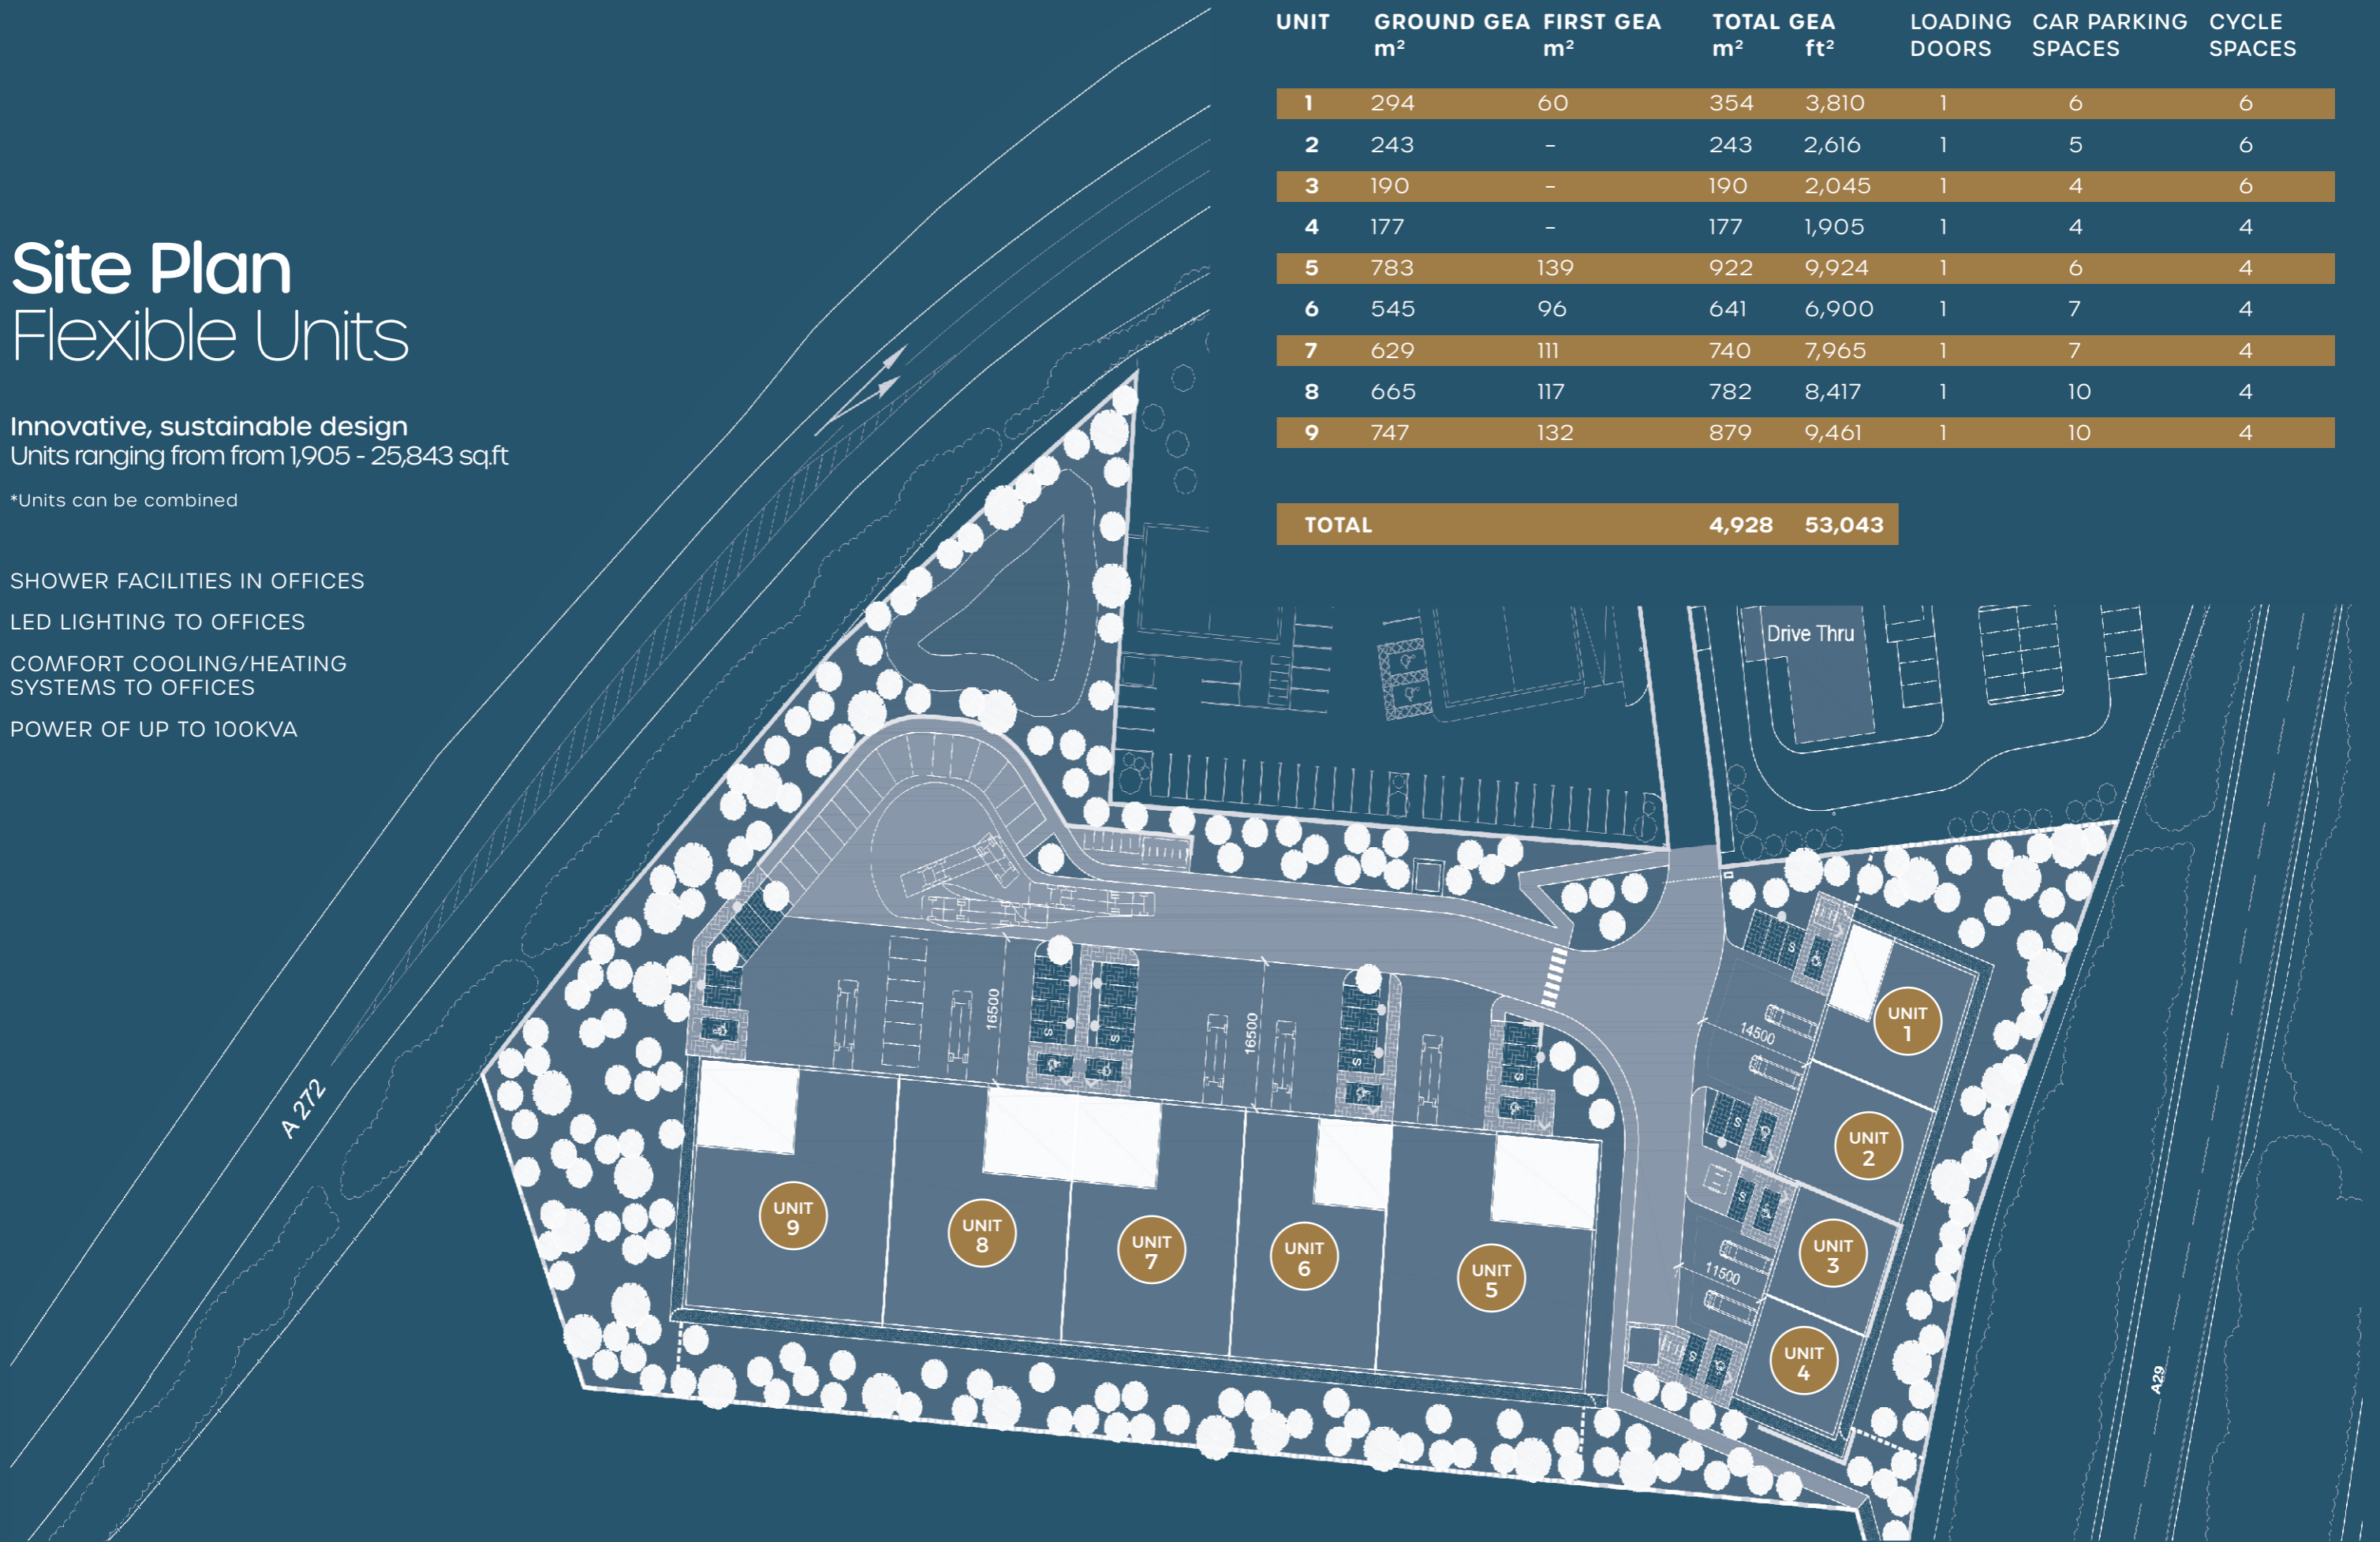 Site Plan
Flexible Units
Innovative, sustainable design
Units ranging from from 1,905 - 25,843 sq.ft
*Units can be combined
SHOWER FACILITIES IN OFFICES
LED LIGHTING TO OFFICES
COMFORT COOLING/HEATING
SYSTEMS TO OFFICES
POWER OF UP TO 100KVA
UNIT GROUND GEA FIRST GEA TOTAL GEA LOADING CAR PARKING CYCLE
m² m² m² ft² DOORS SPACES SPACES
1 294 60 354 3,810 1 6 6
2 243 - 243 2,616 1 5 6
3 190 - 190 2,045 1 4 6
4 177 - 177 1,905 1 4 4
5 783 139 922 9,924 1 6 4
6 545 96 641 6,900 1 7 4
7 629 111 740 7,965 1 7 4
8 665 117 782 8,417 1 10 4
9 747 132 879 9,461 1 10 4
TOTAL 4,928 53,043
Drive Thru
A 272
16500
16500
14500
11500
S
S
S
S
S
S
S
S
UNIT
1
UNIT
2
UNIT
3
UNIT
4
UNIT
5
UNIT
6
UNIT
7
UNIT
8
UNIT
9
A29